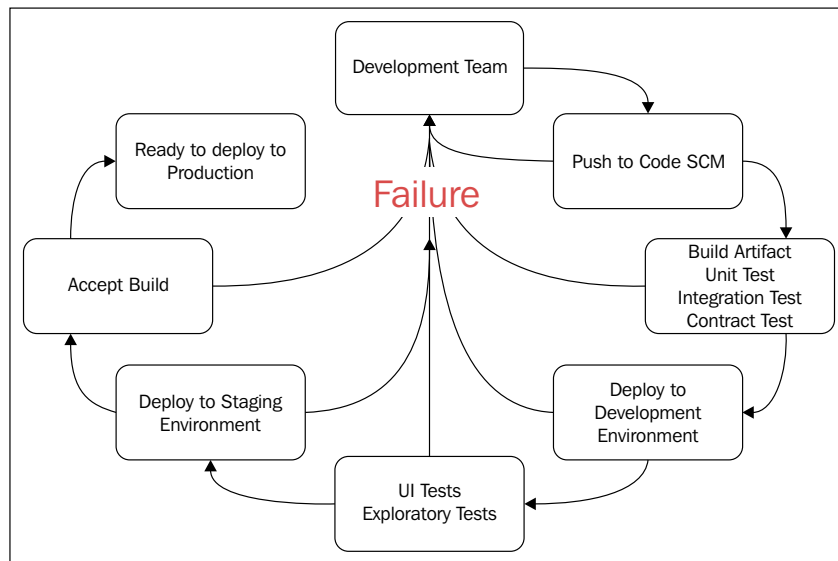 Development Team
Ready to deploy to
Production
Push to Code SCM
Failure
Accept Build
Build Artifact
Unit Test
Integration Test
Contract Test
Deploy to Staging
Environment
Deploy to
Development
Environment
UI Tests
Exploratory Tests